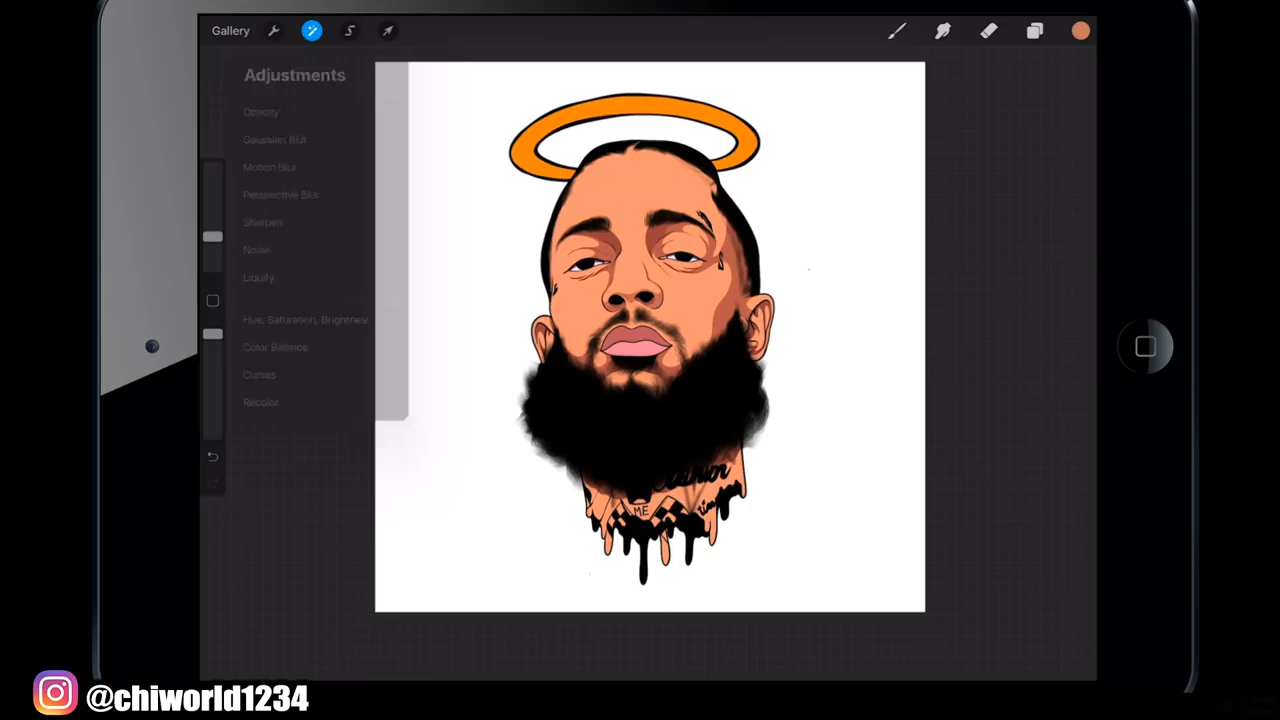 Gallery
Adjustments
Opacity
Gaussian Blur
Motion Blur
Perspective Blur
Sharpen
Noise
Liquify
Hue, Saturation, Brightness
Color Balance
Curves
Recolor
ME
@chiworld1234